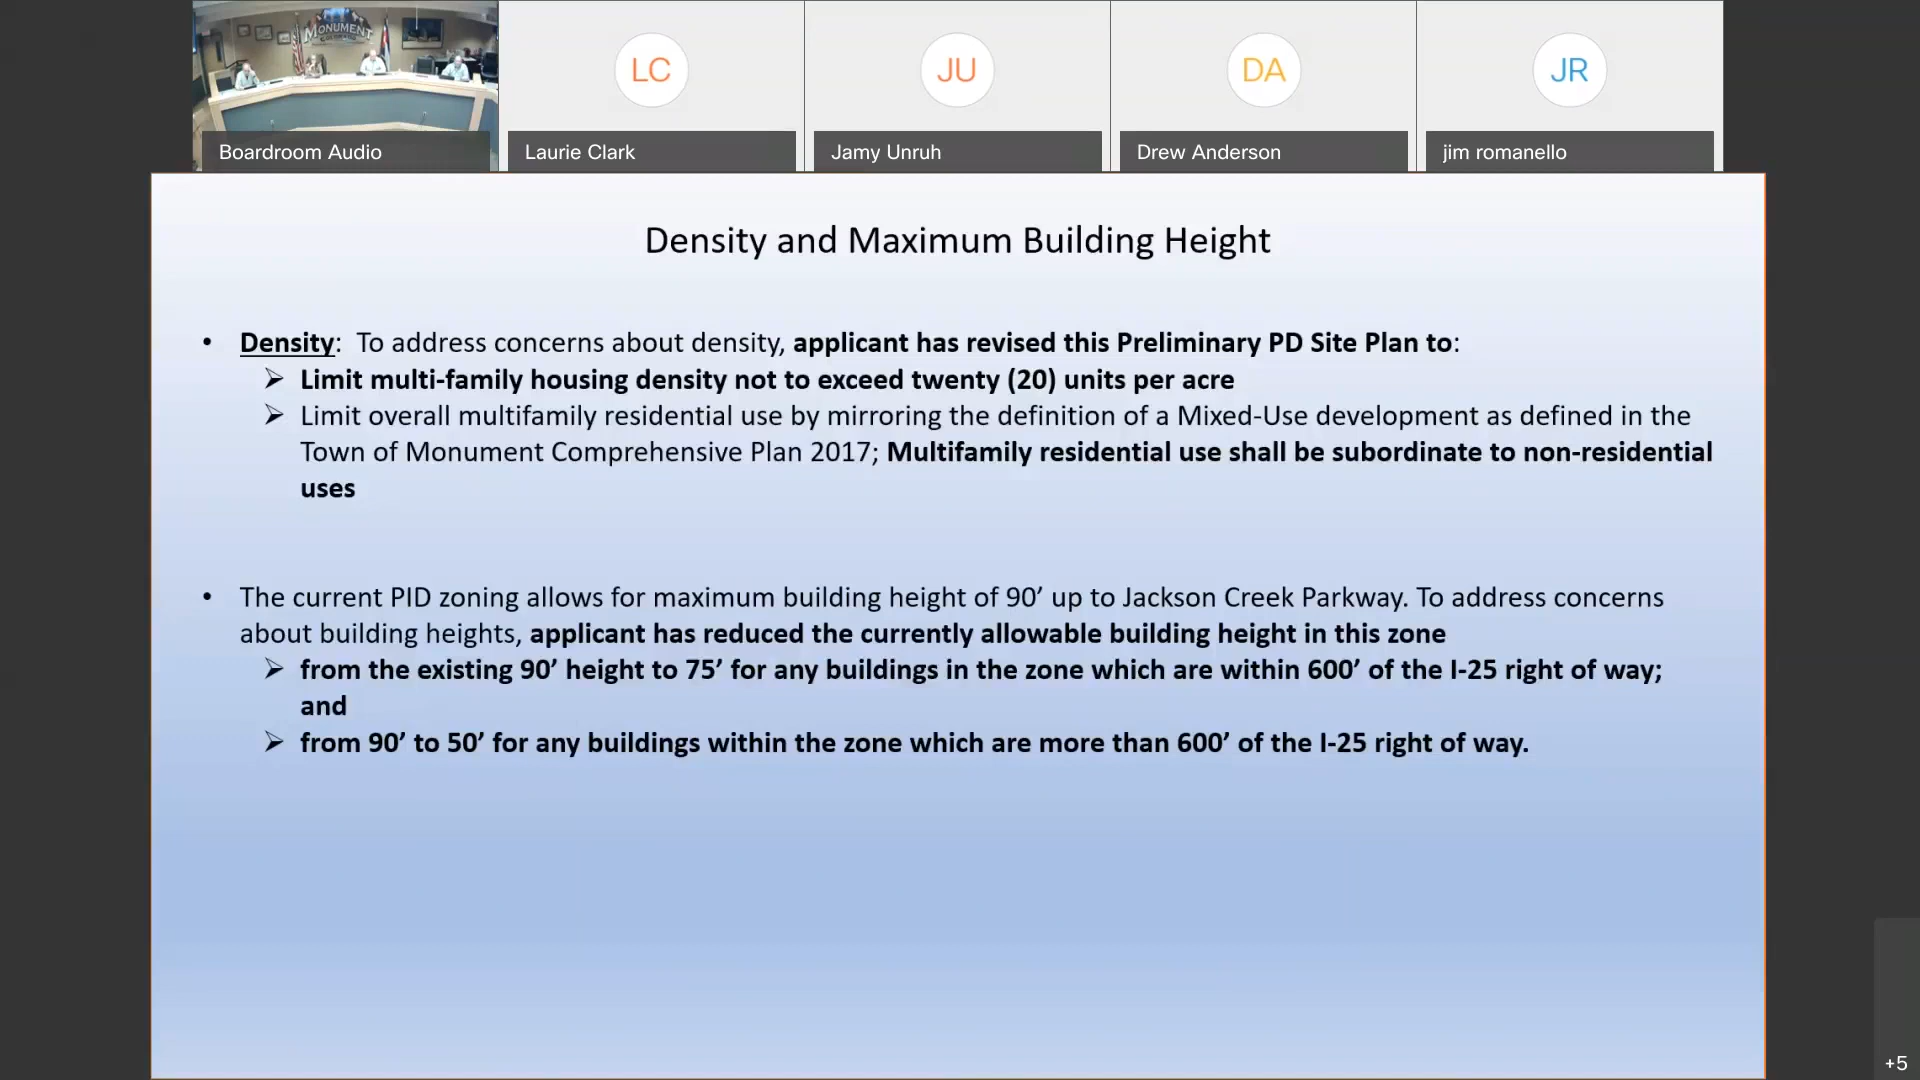 MONUMENT
LC
JU
DA
JR
Boardroom Audio
Laurie Clark
Jamy Unruh
Drew Anderson
jim romanello
Density and Maximum Building Height
• Density:  To address concerns about density, applicant has revised this Preliminary PD Site Plan to:
➢ Limit multi-family housing density not to exceed twenty (20) units per acre
➢ Limit overall multifamily residential use by mirroring the definition of a Mixed-Use development as defined in the
Town of Monument Comprehensive Plan 2017; Multifamily residential use shall be subordinate to non-residential
uses
• The current PID zoning allows for maximum building height of 90’ up to Jackson Creek Parkway. To address concerns
about building heights, applicant has reduced the currently allowable building height in this zone
➢ from the existing 90’ height to 75’ for any buildings in the zone which are within 600’ of the I-25 right of way;
and
➢ from 90’ to 50’ for any buildings within the zone which are more than 600’ of the I-25 right of way.
+5